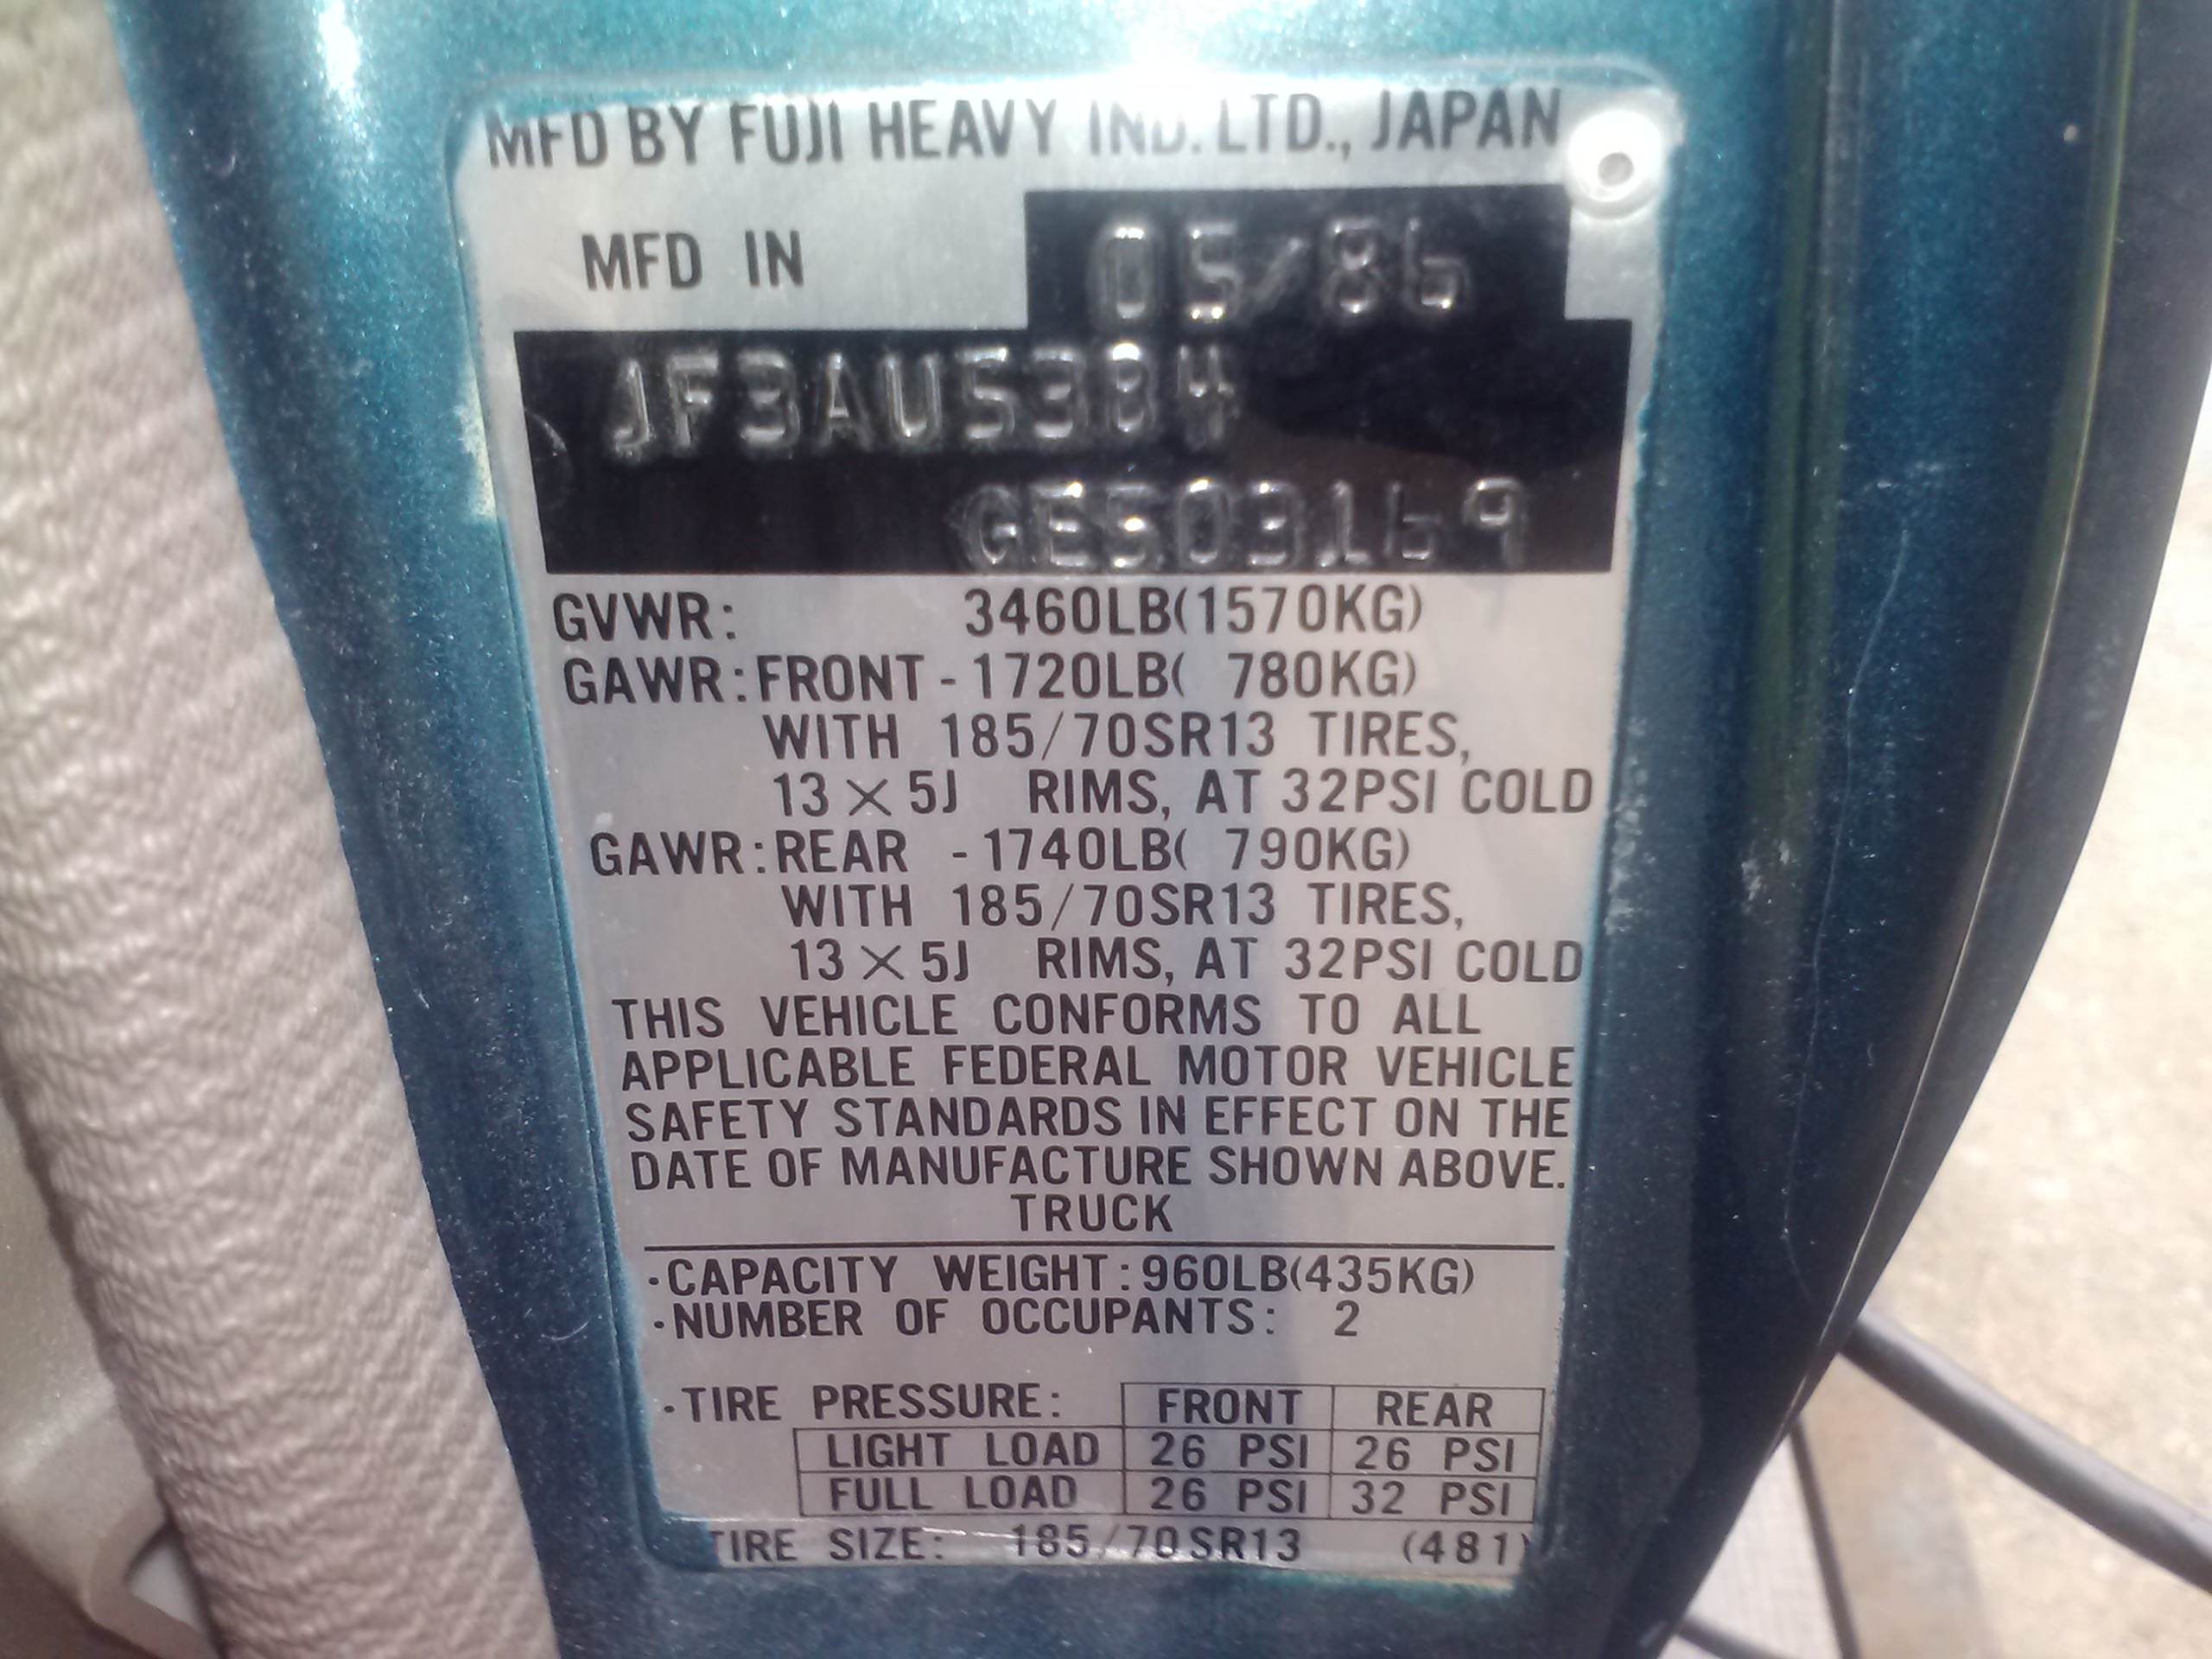 MFD BY FUJI HEAVY IND. LTD., JAPAN
MFD IN 05/86
JF3AU53B4
GE503169
GVWR: 3460LB(1570KG)
GAWR:FRONT-1720LB( 780KG)
WITH 185/70SR13 TIRES,
13×5J RIMS, AT 32PSI COLD
GAWR:REAR -1740LB( 790KG)
WITH 185/70SR13 TIRES,
13×5J RIMS, AT 32PSI COLD
THIS VEHICLE CONFORMS TO ALL
APPLICABLE FEDERAL MOTOR VEHICLE
SAFETY STANDARDS IN EFFECT ON THE
DATE OF MANUFACTURE SHOWN ABOVE.
TRUCK
·CAPACITY WEIGHT:960LB(435KG)
·NUMBER OF OCCUPANTS: 2
·TIRE PRESSURE: FRONT REAR
LIGHT LOAD 26 PSI 26 PSI
FULL LOAD 26 PSI 32 PSI
TIRE SIZE: 185/70SR13 (481)